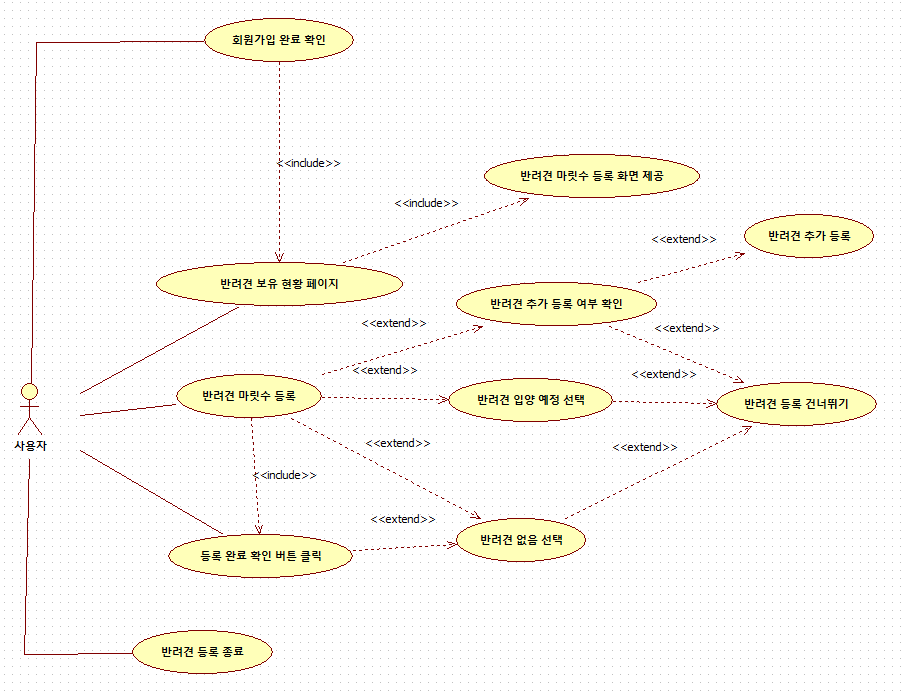 회원가입 완료 확인
<<include>>
반려견 마릿수 등록 화면 제공
<<include>>
반려견 추가 등록
<<extend>>
반려견 보유 현황 페이지
반려견 추가 등록 여부 확인
<<extend>>
<<extend>>
<<extend>>
<<extend>>
반려견 마릿수 등록
반려견 입양 예정 선택
반려견 등록 건너뛰기
사용자
<<extend>>
<<extend>>
<<include>>
<<extend>>
반려견 없음 선택
등록 완료 확인 버튼 클릭
반려견 등록 종료